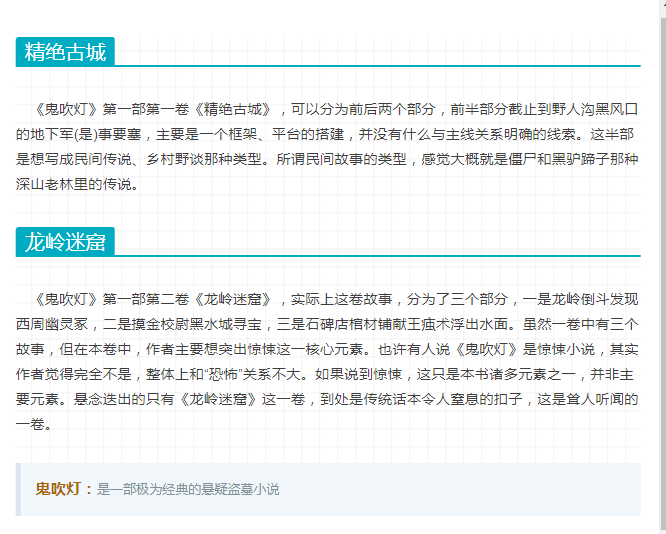 精绝古城
《鬼吹灯》第一部第一卷《精绝古城》，可以分为前后两个部分，前半部分截止到野人沟黑风口
的地下军(是)事要塞，主要是一个框架、平台的搭建，并没有什么与主线关系明确的线索。这半部
是想写成民间传说、乡村野谈那种类型。所谓民间故事的类型，感觉大概就是僵尸和黑驴蹄子那种
深山老林里的传说。
龙岭迷窟
《鬼吹灯》第一部第二卷《龙岭迷窟》，实际上这卷故事，分为了三个部分，一是龙岭倒斗发现
西周幽灵冢，二是摸金校尉黑水城寻宝，三是石碑店棺材铺献王痋术浮出水面。虽然一卷中有三个
故事，但在本卷中，作者主要想突出惊悚这一核心元素。也许有人说《鬼吹灯》是惊悚小说，其实
作者觉得完全不是，整体上和“恐怖”关系不大。如果说到惊悚，这只是本书诸多元素之一，并非主
要元素。悬念迭出的只有《龙岭迷窟》这一卷，到处是传统话本令人窒息的扣子，这是耸人听闻的
一卷。
鬼吹灯：是一部极为经典的悬疑盗墓小说